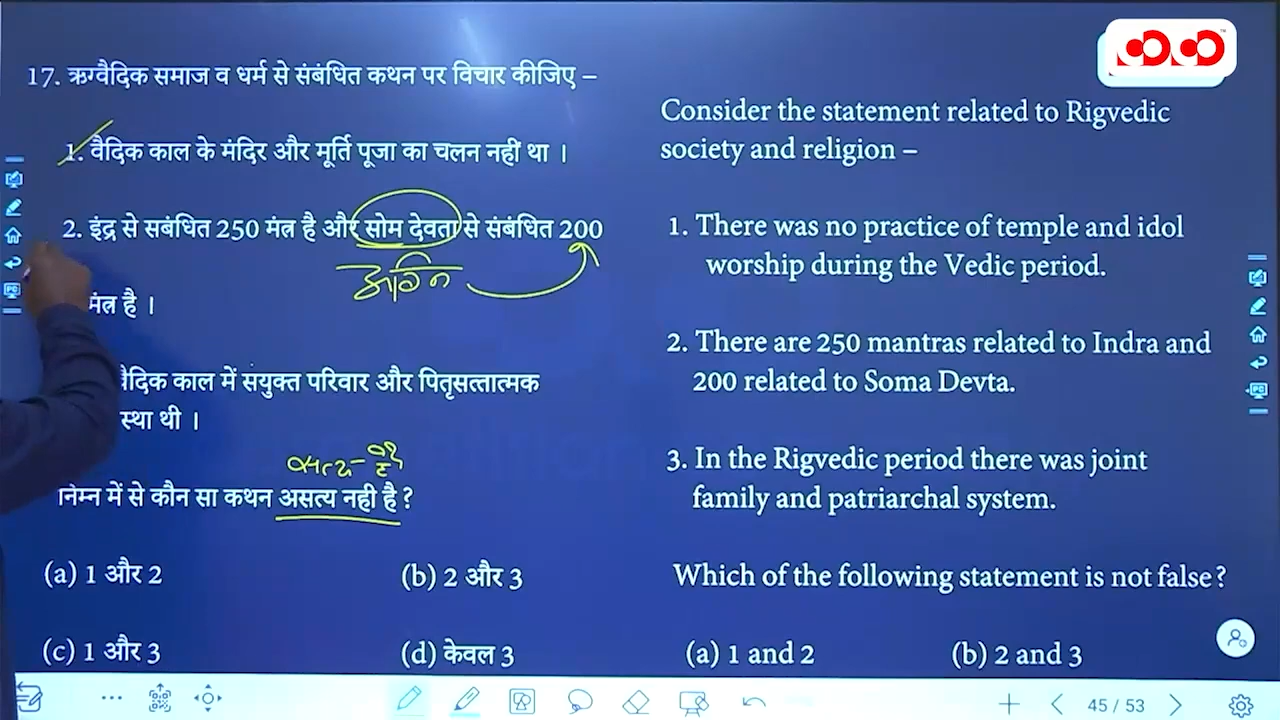 17. ऋग्वैदिक समाज व धर्म से संबंधित कथन पर विचार कीजिए –
1. वैदिक काल के मंदिर और मूर्ति पूजा का चलन नहीं था ।
2. इंद्र से सबंधित 250 मंत्र है और सोम देवता से संबंधित 200
अग्नि
मंत्र है ।
वैदिक काल में संयुक्त परिवार और पितृसत्तात्मक
स्था थी ।
सत्य है
निम्न में से कौन सा कथन असत्य नही है ?
(a) 1 और 2
(b) 2 और 3
(c) 1 और 3
(d) केवल 3
Consider the statement related to Rigvedic
society and religion –
1. There was no practice of temple and idol
worship during the Vedic period.
2. There are 250 mantras related to Indra and
200 related to Soma Devta.
3. In the Rigvedic period there was joint
family and patriarchal system.
Which of the following statement is not false?
(a) 1 and 2
(b) 2 and 3
45 / 53